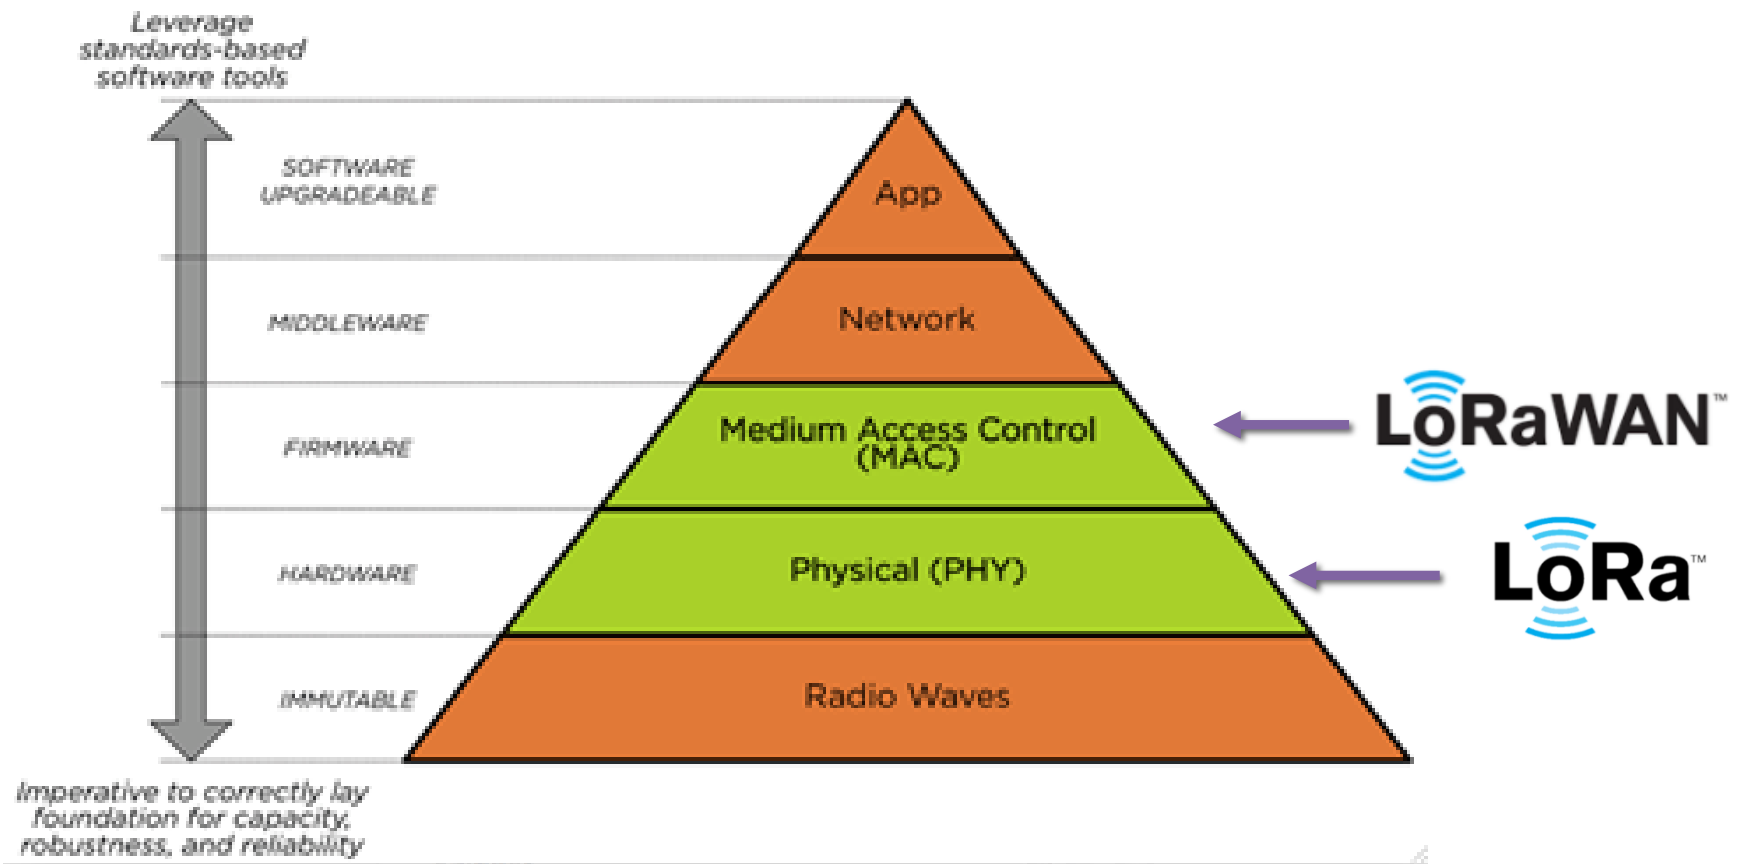 Leverage
standards-based
software tools
SOFTWARE
UPGRADEABLE
App
MIDDLEWARE
Network
FIRMWARE
Medium Access Control
(MAC)
LoRaWAN™
HARDWARE
Physical (PHY)
LoRa™
IMMUTABLE
Radio Waves
Imperative to correctly lay
foundation for capacity,
robustness, and reliability